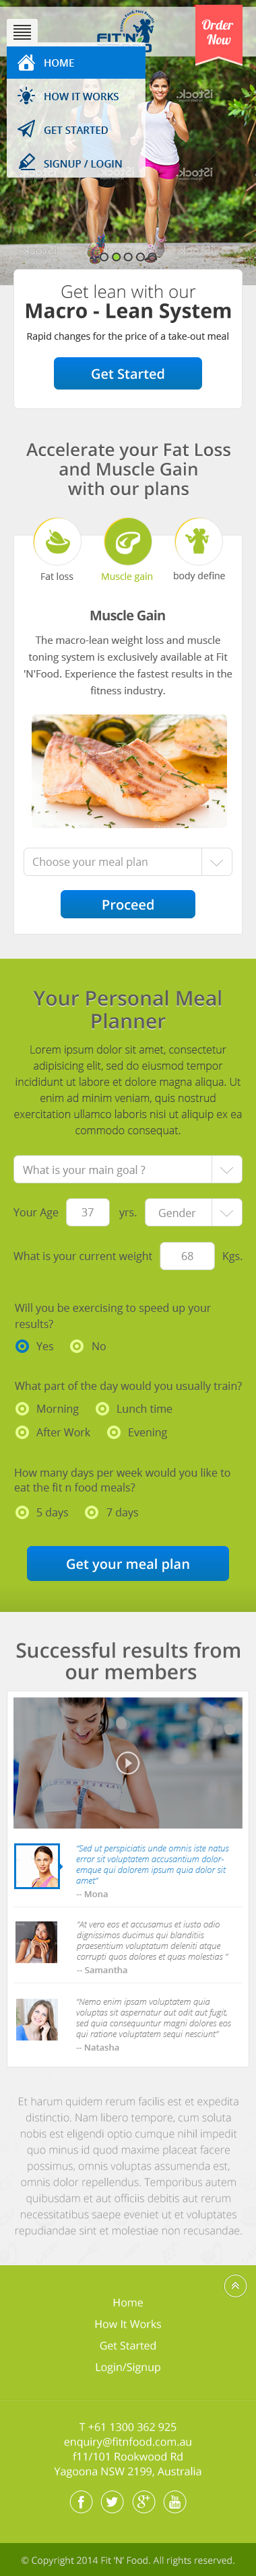 FIT'N
Order
Now
HOME
HOW IT WORKS
GET STARTED
SIGNUP / LOGIN
iStock
iStock
Get lean with our
Macro - Lean System
Rapid changes for the price of a take-out meal
Get Started
Accelerate your Fat Loss
and Muscle Gain
with our plans
Fat loss
Muscle gain
body define
Muscle Gain
The macro-lean weight loss and muscle
toning system is exclusively available at Fit
'N'Food. Experience the fastest results in the
fitness industry.
Choose your meal plan
Proceed
Your Personal Meal
Planner
Lorem ipsum dolor sit amet, consectetur
adipisicing elit, sed do eiusmod tempor
incididunt ut labore et dolore magna aliqua. Ut
enim ad minim veniam, quis nostrud
exercitation ullamco laboris nisi ut aliquip ex ea
commodo consequat.
What is your main goal ?
Your Age 37 yrs. Gender
What is your current weight 68 Kgs.
Will you be exercising to speed up your
results?
Yes No
What part of the day would you usually train?
Morning Lunch time
After Work Evening
How many days per week would you like to
eat the fit n food meals?
5 days 7 days
Get your meal plan
Successful results from
our members
"Sed ut perspiciatis unde omnis iste natus
error sit voluptatem accusantium dolor-
emque qui dolorem ipsum quia dolor sit
amet"
-- Mona
"At vero eos et accusamus et iusto odio
dignissimos ducimus qui blanditiis
praesentium voluptatum deleniti atque
corrupti quos dolores et quas molestias "
-- Samantha
"Nemo enim ipsam voluptatem quia
voluptas sit aspernatur aut odit aut fugit,
sed quia consequuntur magni dolores eos
qui ratione voluptatem sequi nesciunt"
-- Natasha
Et harum quidem rerum facilis est et expedita
distinctio. Nam libero tempore, cum soluta
nobis est eligendi optio cumque nihil impedit
quo minus id quod maxime placeat facere
possimus, omnis voluptas assumenda est,
omnis dolor repellendus. Temporibus autem
quibusdam et aut officiis debitis aut rerum
necessitatibus saepe eveniet ut et voluptates
repudiandae sint et molestiae non recusandae.
Home
How It Works
Get Started
Login/Signup
T +61 1300 362 925
enquiry@fitnfood.com.au
f11/101 Rookwood Rd
Yagoona NSW 2199, Australia
© Copyright 2014 Fit 'N' Food. All rights reserved.